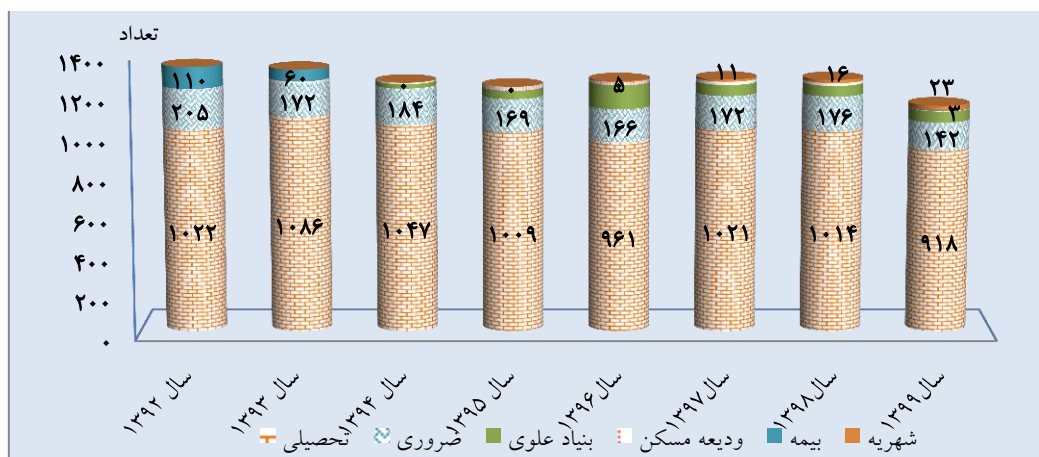 تعداد
۱۴۰۰
۱۲۰۰
۱۰۰۰
۸۰۰
۶۰۰
۴۰۰
۲۰۰
۰
۱۱۰ ۶۰ ۰ ۰ ۵ ۱۱ ۱۶ ۲۳
۳
۲۰۵ ۱۷۲ ۱۸۴ ۱۶۹ ۱۶۶ ۱۷۲ ۱۷۶ ۱۴۲
۱۰۲۲ ۱۰۸۶ ۱۰۴۷ ۱۰۰۹ ۹۶۱ ۱۰۲۱ ۱۰۱۴ ۹۱۸
سال ۱۳۹۲ سال ۱۳۹۳ سال ۱۳۹۴ سال ۱۳۹۵ سال ۱۳۹۶ سال ۱۳۹۷ سال ۱۳۹۸ سال ۱۳۹۹
شهریه بیمه ودیعه مسکن بنیاد علوی ضروری تحصیلی